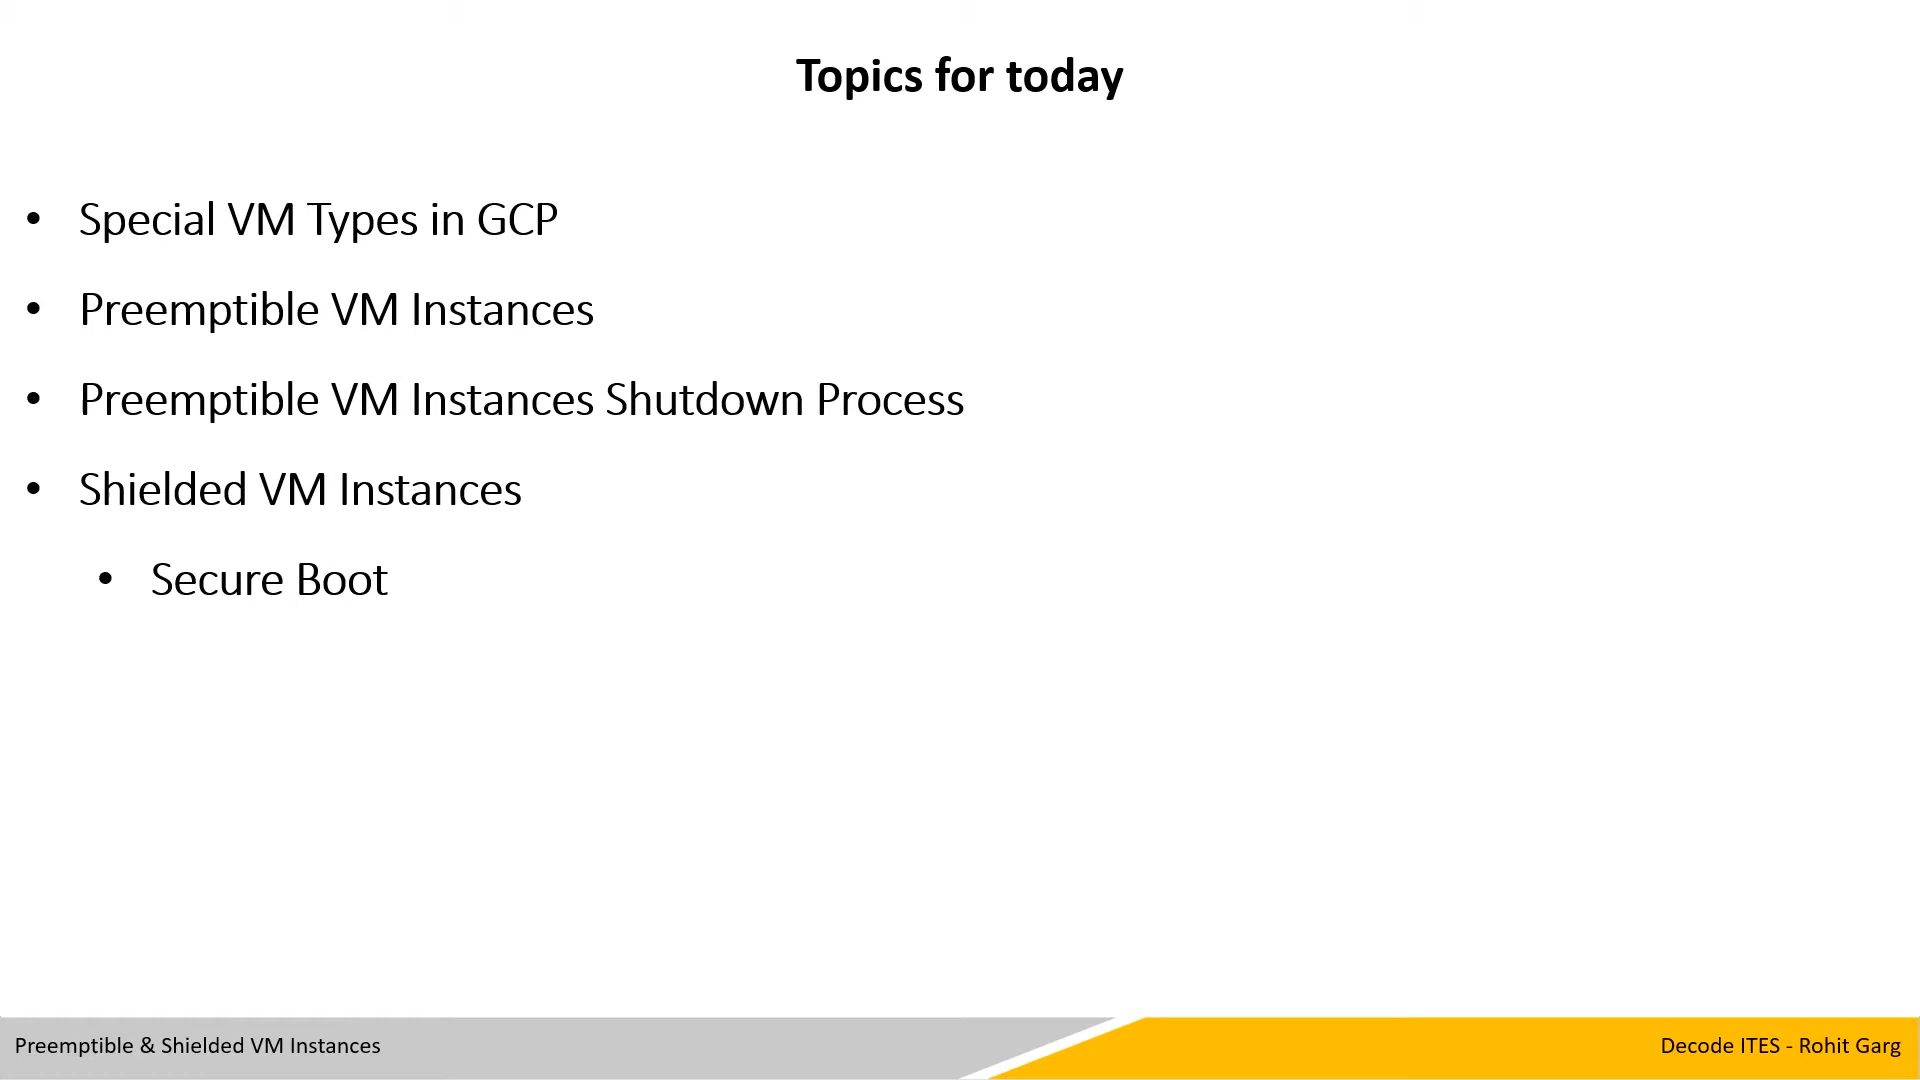 Topics for today
• Special VM Types in GCP
• Preemptible VM Instances
• Preemptible VM Instances Shutdown Process
• Shielded VM Instances
• Secure Boot
Preemptible & Shielded VM Instances
Decode ITES - Rohit Garg